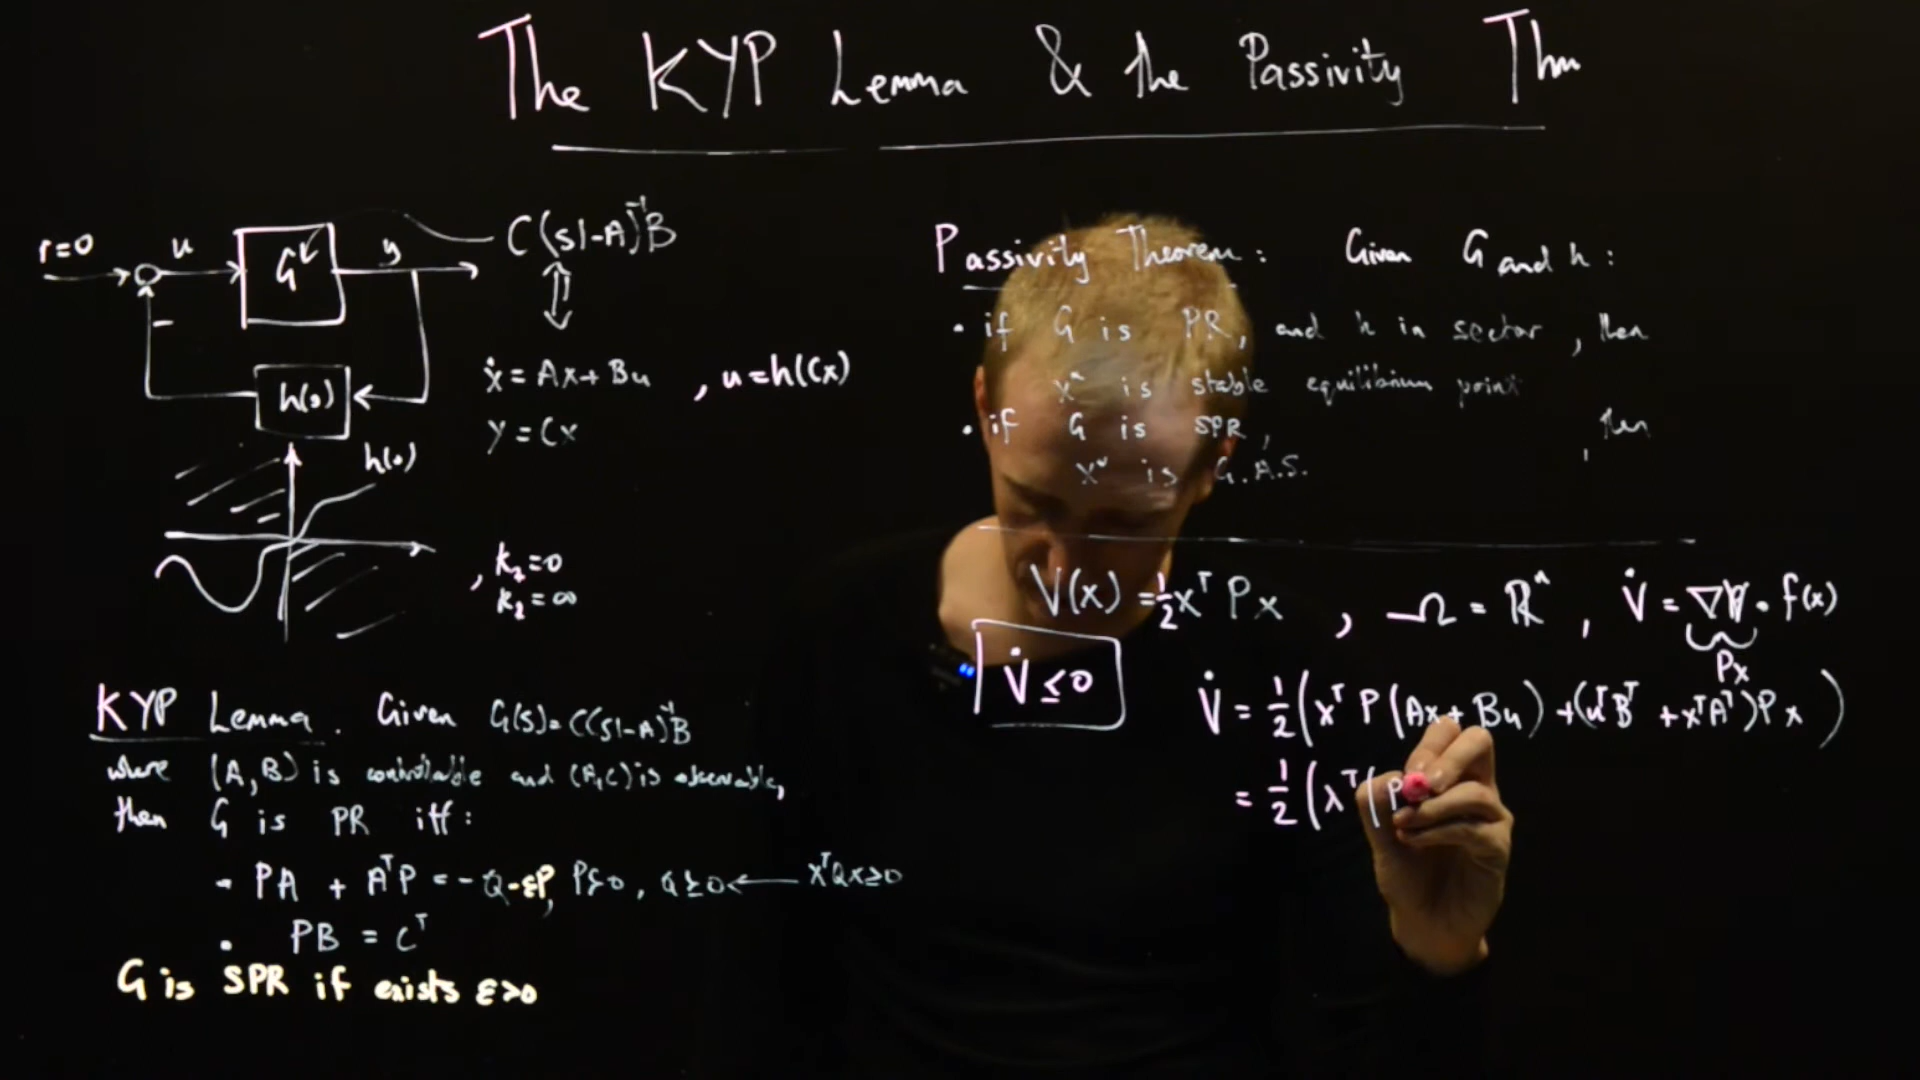 The KYP Lemma & the Passivity Thm
r=0
u
G
y
C(sI-A)⁻¹B
-
h(·)
ẋ = Ax + Bu , u = h(Cx)
y = Cx
h(·)
, k₁=0
k₂=∞
KYP Lemma. Given G(s)=C(sI-A)⁻¹B
where (A,B) is controllable and (A,C) is observable,
then G is PR iff:
- PA + AᵀP = -Q-εP, P≻0, Q⪰0 ← xᵀQx≥0
· PB = Cᵀ
G is SPR if exists ε>0
Passivity Theorem: Given G and h:
· if G is PR, and h in sector, then
x* is stable equilibrium point
· if G is SPR, , then
x* is G.A.S.
V(x) = ½xᵀPx , Ω = ℝⁿ , V̇ = ∇V · f(x)
Px
V̇ ≤ 0
V̇ = ½(xᵀP(Ax+Bu)+(uᵀBᵀ + xᵀAᵀ)Px)
= ½(xᵀ(P